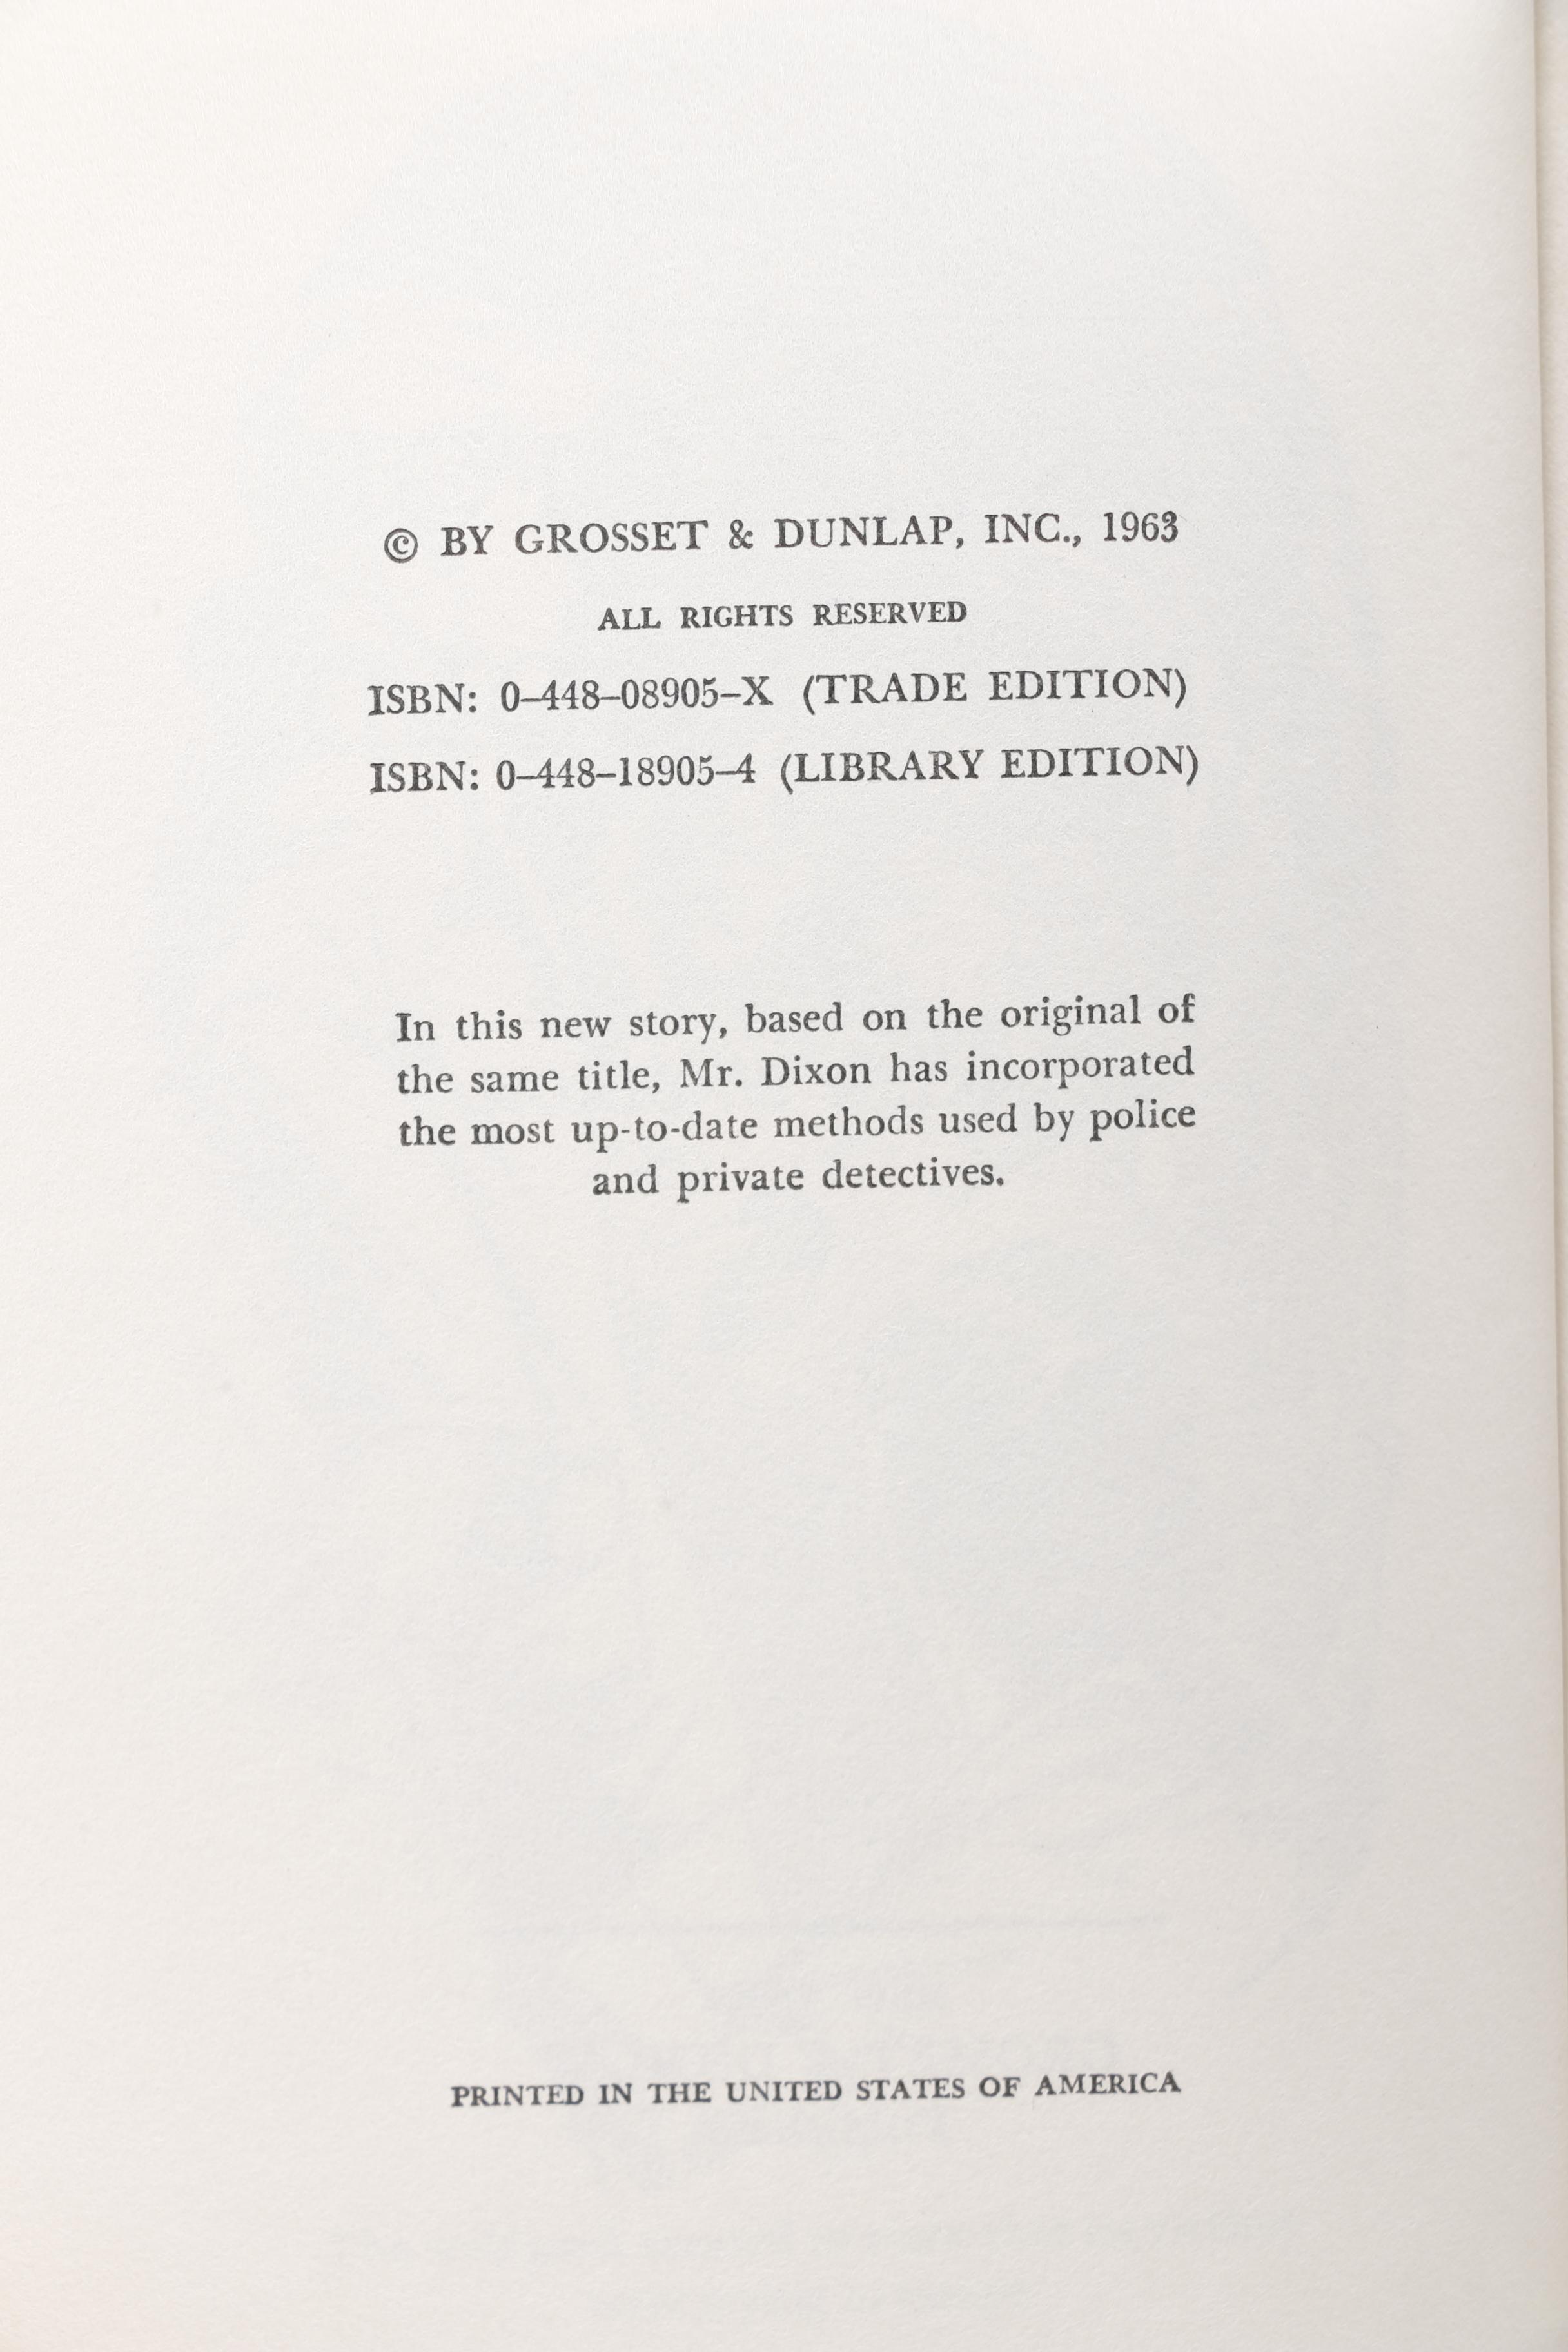 © BY GROSSET & DUNLAP, INC., 1963
ALL RIGHTS RESERVED
ISBN: 0–448–08905–X (TRADE EDITION)
ISBN: 0–448–18905–4 (LIBRARY EDITION)
In this new story, based on the original of
the same title, Mr. Dixon has incorporated
the most up-to-date methods used by police
and private detectives.
PRINTED IN THE UNITED STATES OF AMERICA